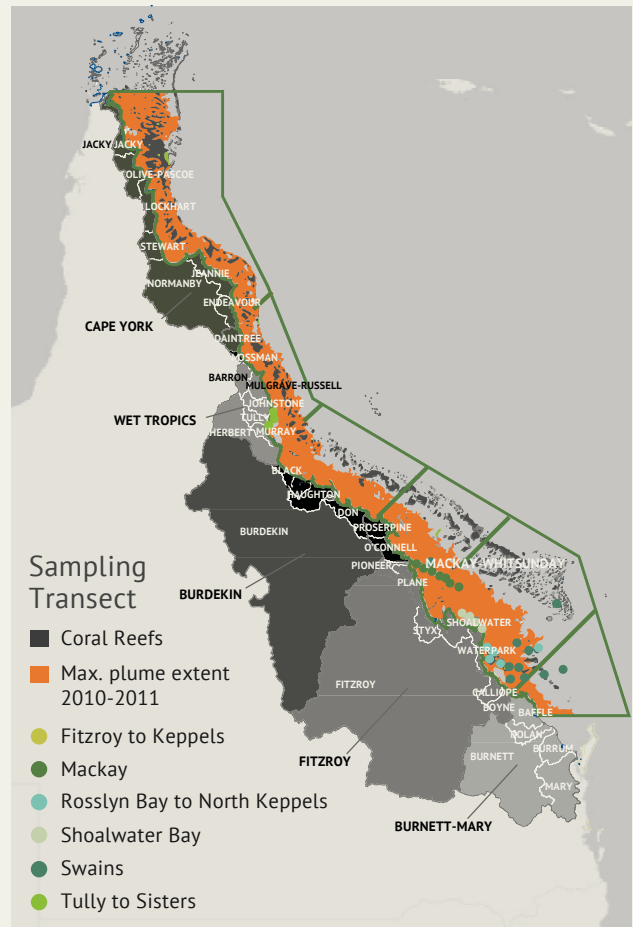 JACKY JACKY
OLIVE-PASCOE
LOCKHART
STEWART
JEANNIE
NORMANBY
ENDEAVOUR
CAPE YORK
DAINTREE
MOSSMAN
BARRON
MULGRAVE-RUSSELL
JOHNSTONE
WET TROPICS
TULLY
HERBERT MURRAY
BLACK
HAUGHTON
DON
BURDEKIN
PROSERPINE
O'CONNELL
PIONEER
MACKAY-WHITSUNDAY
PLANE
BURDEKIN
SHOALWATER
STYX
WATERPARK
FITZROY
CALLIOPE
BOYNE
BAFFLE
KOLAN
FITZROY
BURNETT
BURRUM
MARY
BURNETT-MARY
Sampling
Transect
Coral Reefs
Max. plume extent
2010-2011
Fitzroy to Keppels
Mackay
Rosslyn Bay to North Keppels
Shoalwater Bay
Swains
Tully to Sisters